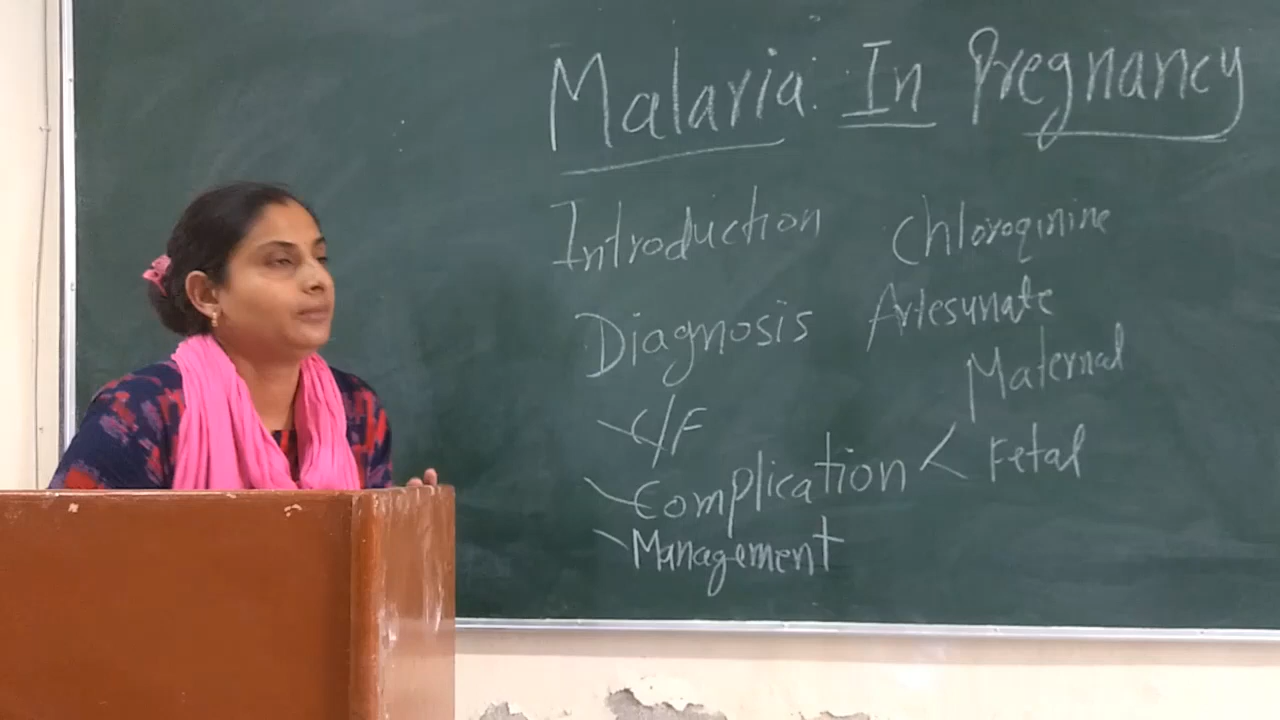 Malaria In Pregnancy
Introduction
Diagnosis
C/F
Complication < Maternal
Fetal
Management
Chloroqinine
Artesunate